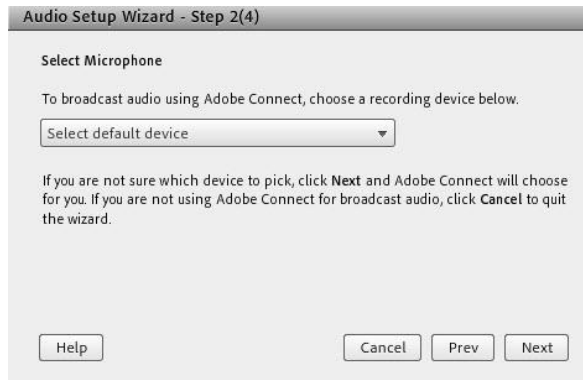 Audio Setup Wizard - Step 2(4)
Select Microphone
To broadcast audio using Adobe Connect, choose a recording device below.
Select default device
If you are not sure which device to pick, click Next and Adobe Connect will choose
for you. If you are not using Adobe Connect for broadcast audio, click Cancel to quit
the wizard.
Help Cancel Prev Next